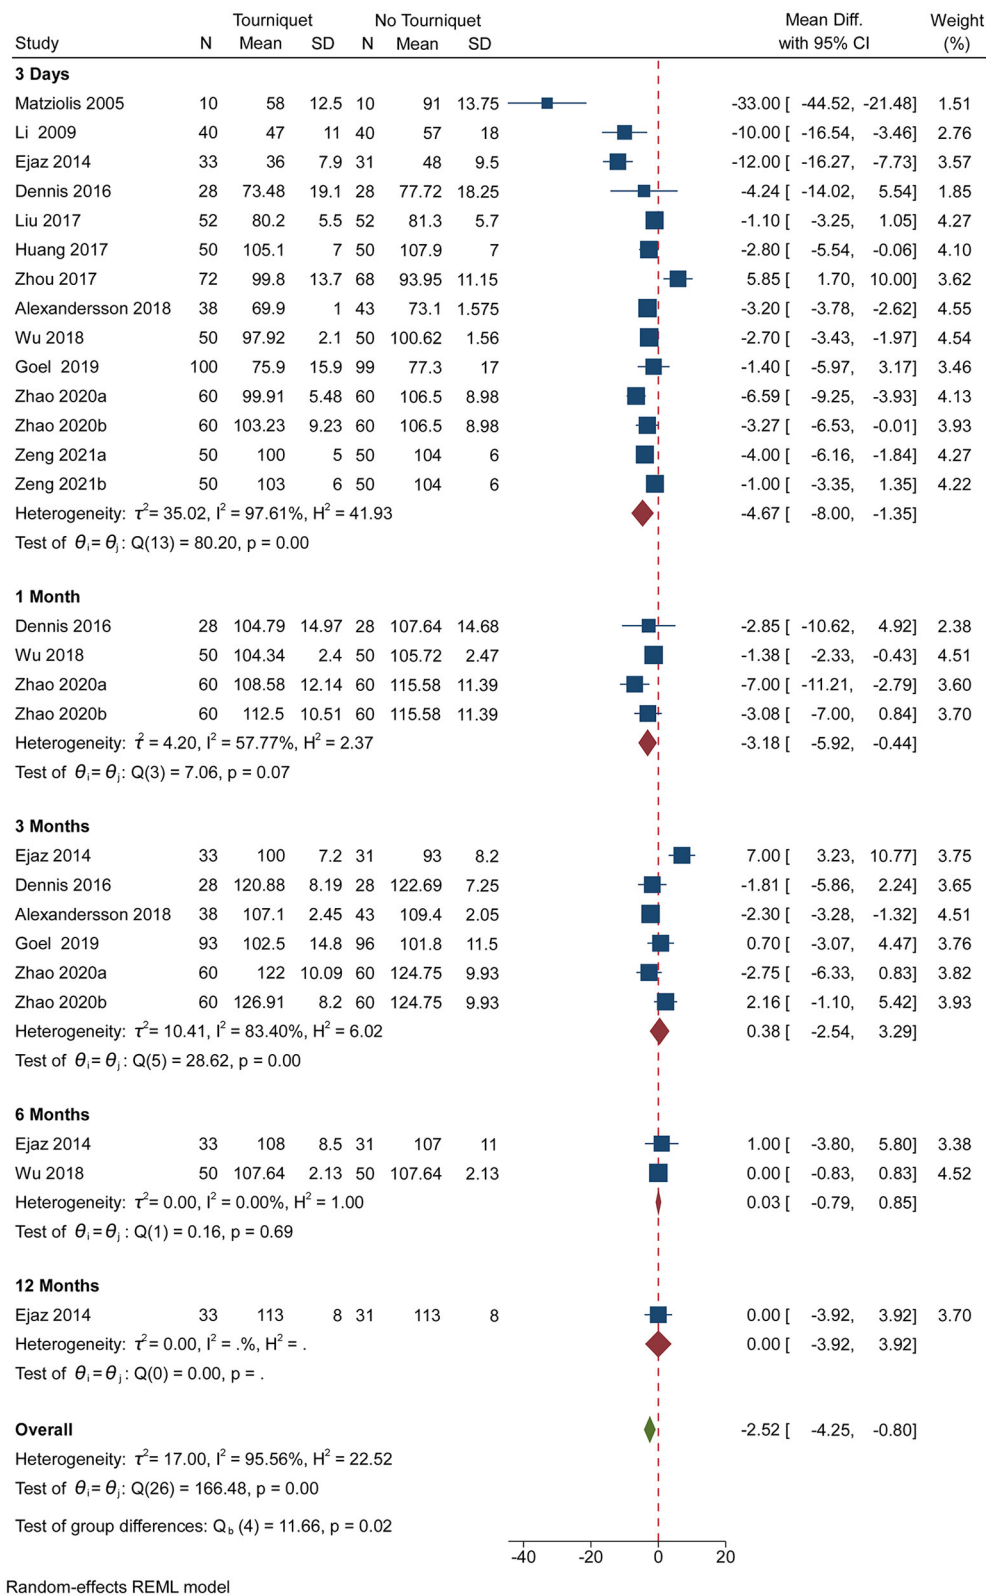 Tourniquet No Tourniquet Mean Diff. Weight
Study N Mean SD N Mean SD with 95% CI (%)
3 Days
Matziolis 2005 10 58 12.5 10 91 13.75 -33.00 [ -44.52, -21.48] 1.51
Li 2009 40 47 11 40 57 18 -10.00 [ -16.54, -3.46] 2.76
Ejaz 2014 33 36 7.9 31 48 9.5 -12.00 [ -16.27, -7.73] 3.57
Dennis 2016 28 73.48 19.1 28 77.72 18.25 -4.24 [ -14.02, 5.54] 1.85
Liu 2017 52 80.2 5.5 52 81.3 5.7 -1.10 [ -3.25, 1.05] 4.27
Huang 2017 50 105.1 7 50 107.9 7 -2.80 [ -5.54, -0.06] 4.10
Zhou 2017 72 99.8 13.7 68 93.95 11.15 5.85 [ 1.70, 10.00] 3.62
Alexandersson 2018 38 69.9 1 43 73.1 1.575 -3.20 [ -3.78, -2.62] 4.55
Wu 2018 50 97.92 2.1 50 100.62 1.56 -2.70 [ -3.43, -1.97] 4.54
Goel 2019 100 75.9 15.9 99 77.3 17 -1.40 [ -5.97, 3.17] 3.46
Zhao 2020a 60 99.91 5.48 60 106.5 8.98 -6.59 [ -9.25, -3.93] 4.13
Zhao 2020b 60 103.23 9.23 60 106.5 8.98 -3.27 [ -6.53, -0.01] 3.93
Zeng 2021a 50 100 5 50 104 6 -4.00 [ -6.16, -1.84] 4.27
Zeng 2021b 50 103 6 50 104 6 -1.00 [ -3.35, 1.35] 4.22
Heterogeneity: τ² = 35.02, I² = 97.61%, H² = 41.93 -4.67 [ -8.00, -1.35]
Test of θᵢ = θⱼ: Q(13) = 80.20, p = 0.00
1 Month
Dennis 2016 28 104.79 14.97 28 107.64 14.68 -2.85 [ -10.62, 4.92] 2.38
Wu 2018 50 104.34 2.4 50 105.72 2.47 -1.38 [ -2.33, -0.43] 4.51
Zhao 2020a 60 108.58 12.14 60 115.58 11.39 -7.00 [ -11.21, -2.79] 3.60
Zhao 2020b 60 112.5 10.51 60 115.58 11.39 -3.08 [ -7.00, 0.84] 3.70
Heterogeneity: τ² = 4.20, I² = 57.77%, H² = 2.37 -3.18 [ -5.92, -0.44]
Test of θᵢ = θⱼ: Q(3) = 7.06, p = 0.07
3 Months
Ejaz 2014 33 100 7.2 31 93 8.2 7.00 [ 3.23, 10.77] 3.75
Dennis 2016 28 120.88 8.19 28 122.69 7.25 -1.81 [ -5.86, 2.24] 3.65
Alexandersson 2018 38 107.1 2.45 43 109.4 2.05 -2.30 [ -3.28, -1.32] 4.51
Goel 2019 93 102.5 14.8 96 101.8 11.5 0.70 [ -3.07, 4.47] 3.76
Zhao 2020a 60 122 10.09 60 124.75 9.93 -2.75 [ -6.33, 0.83] 3.82
Zhao 2020b 60 126.91 8.2 60 124.75 9.93 2.16 [ -1.10, 5.42] 3.93
Heterogeneity: τ² = 10.41, I² = 83.40%, H² = 6.02 0.38 [ -2.54, 3.29]
Test of θᵢ = θⱼ: Q(5) = 28.62, p = 0.00
6 Months
Ejaz 2014 33 108 8.5 31 107 11 1.00 [ -3.80, 5.80] 3.38
Wu 2018 50 107.64 2.13 50 107.64 2.13 0.00 [ -0.83, 0.83] 4.52
Heterogeneity: τ² = 0.00, I² = 0.00%, H² = 1.00 0.03 [ -0.79, 0.85]
Test of θᵢ = θⱼ: Q(1) = 0.16, p = 0.69
12 Months
Ejaz 2014 33 113 8 31 113 8 0.00 [ -3.92, 3.92] 3.70
Heterogeneity: τ² = 0.00, I² = .%, H² = . 0.00 [ -3.92, 3.92]
Test of θᵢ = θⱼ: Q(0) = 0.00, p = .
Overall -2.52 [ -4.25, -0.80]
Heterogeneity: τ² = 17.00, I² = 95.56%, H² = 22.52
Test of θᵢ = θⱼ: Q(26) = 166.48, p = 0.00
Test of group differences: Q_b (4) = 11.66, p = 0.02
-40 -20 0 20
Random-effects REML model